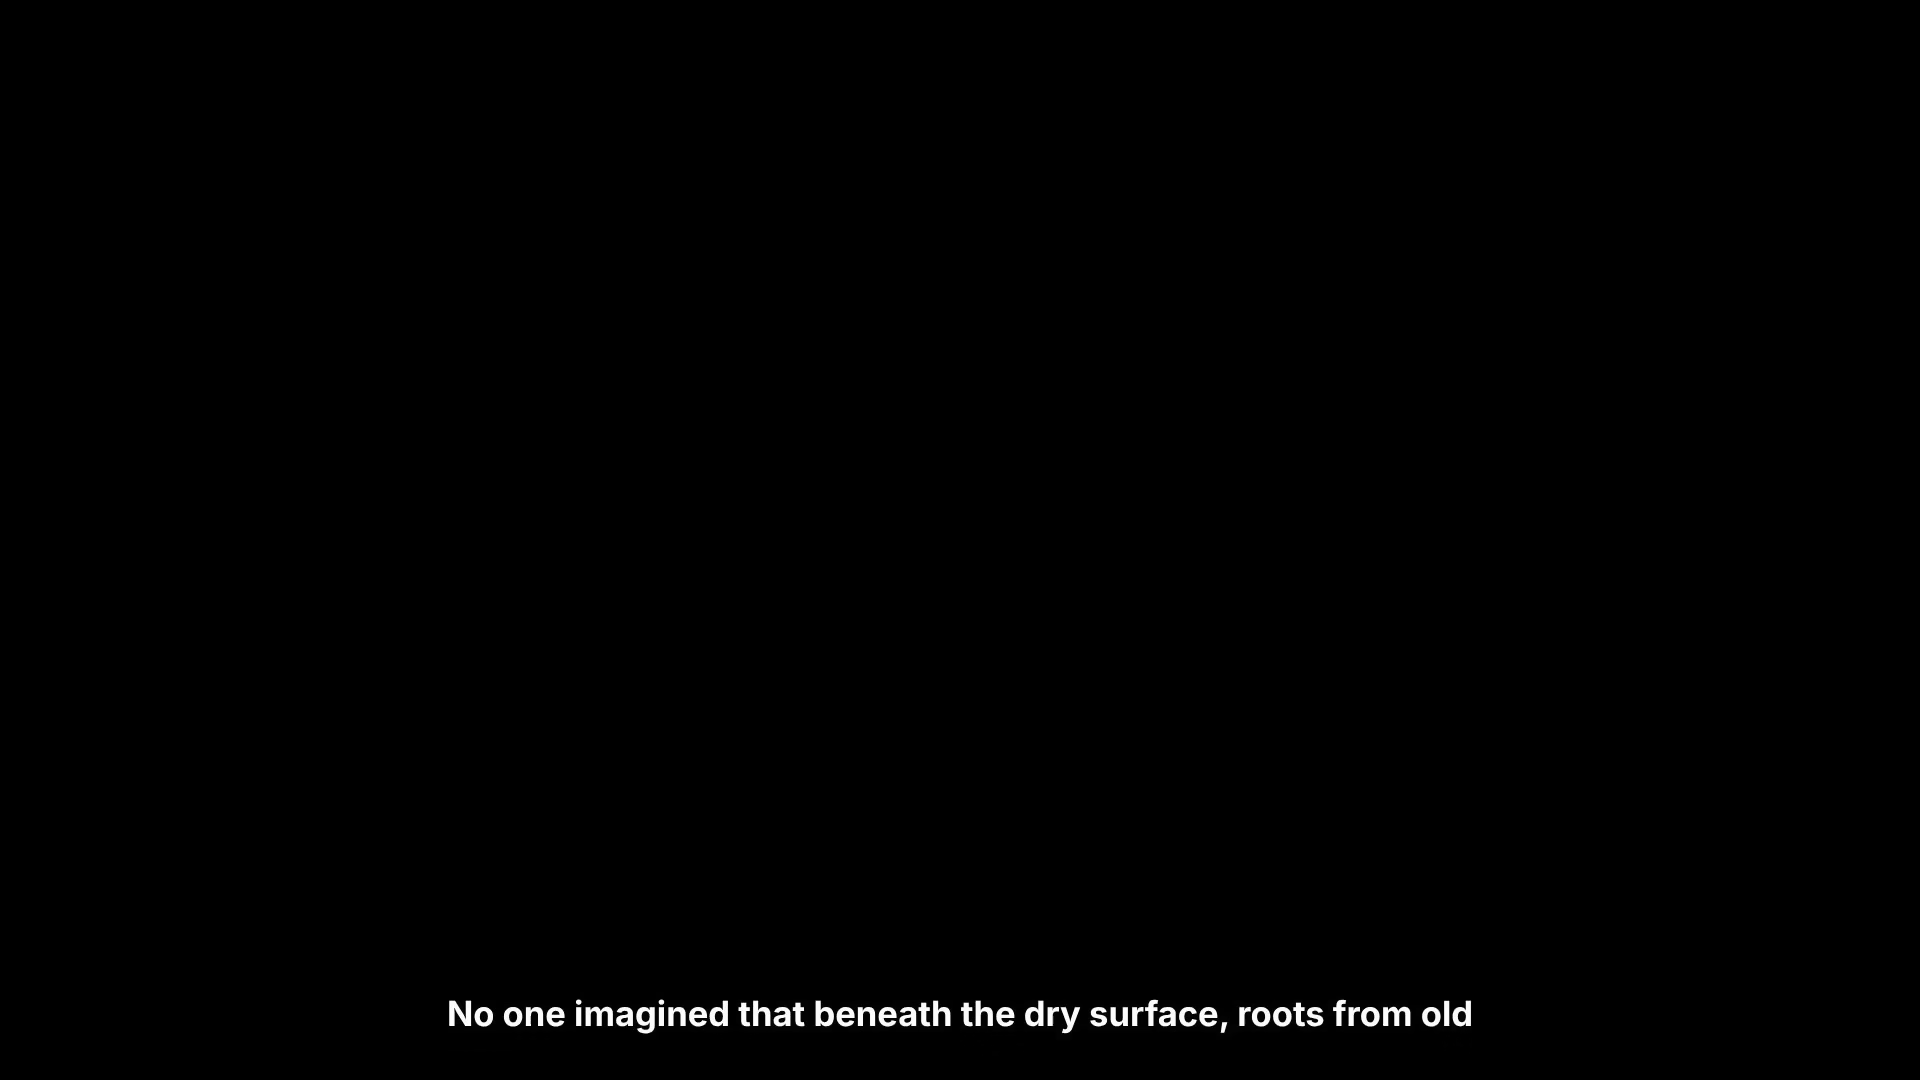 No one imagined that beneath the dry surface, roots from old